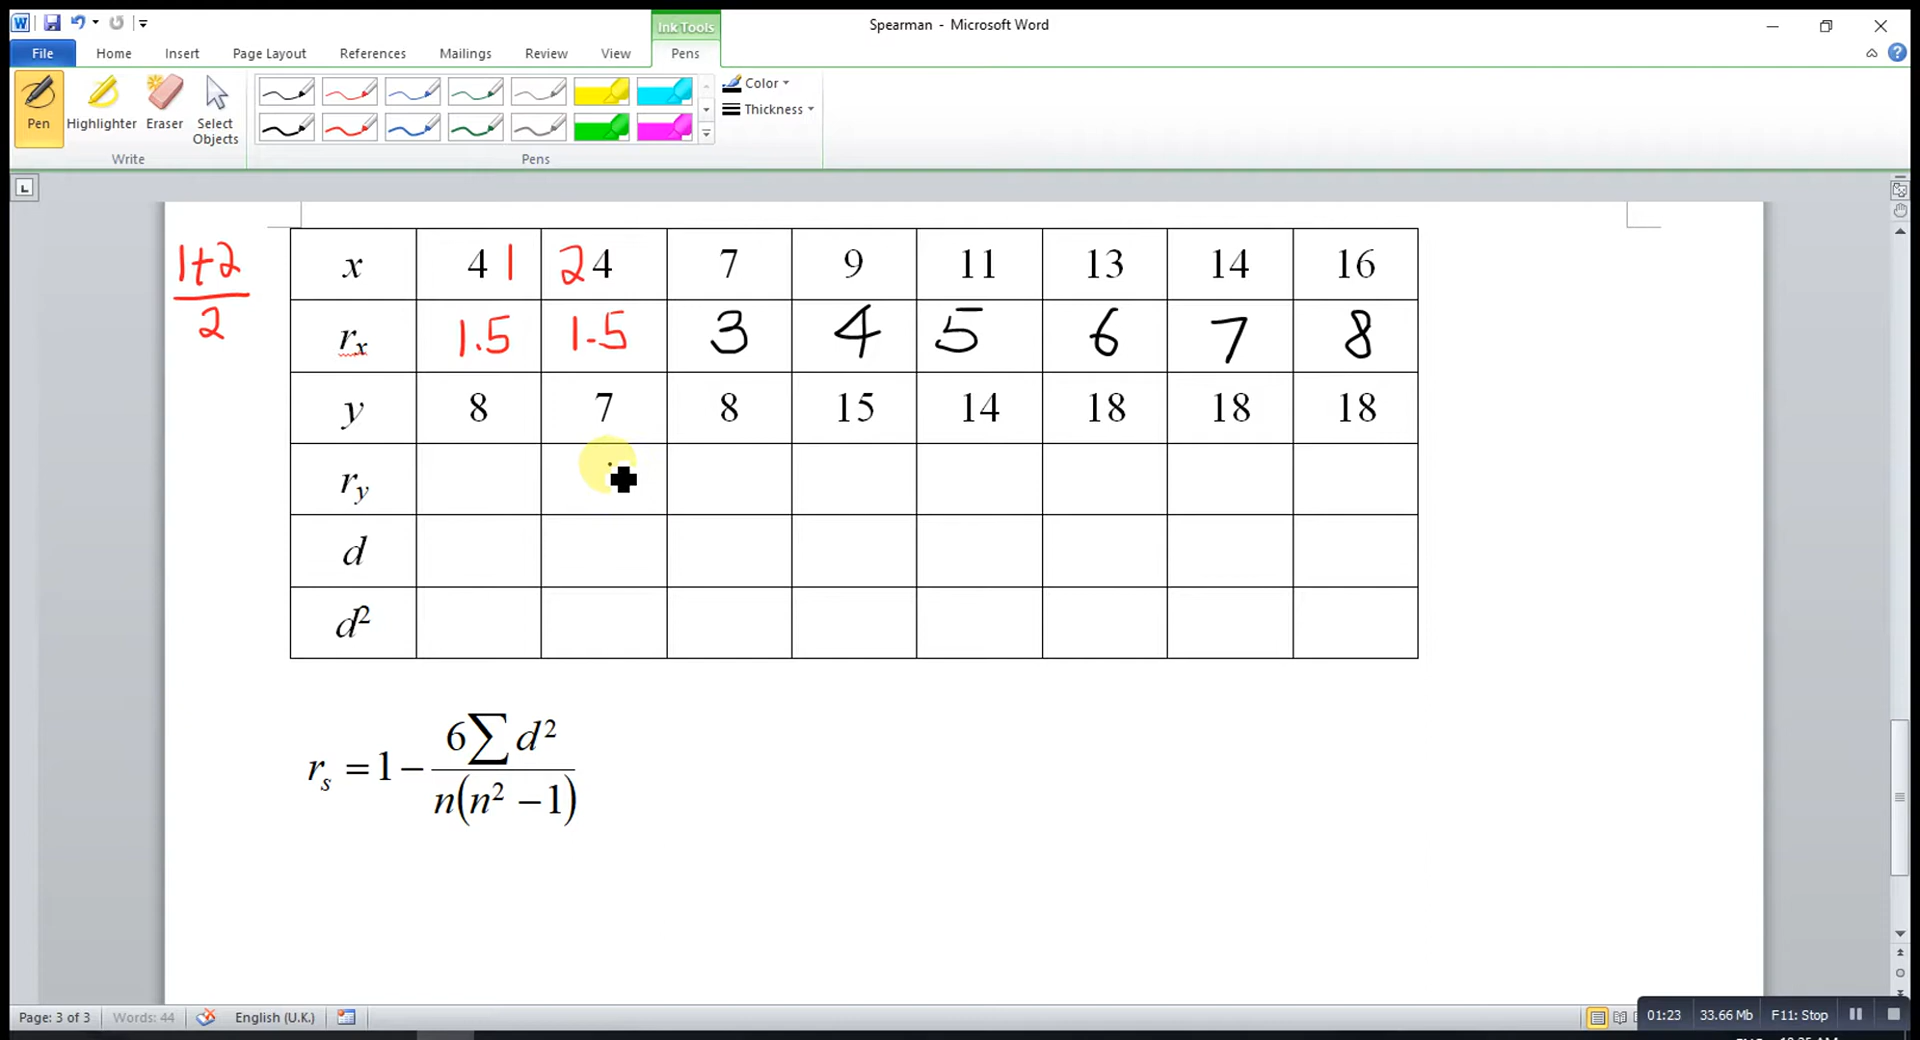 Spearman - Microsoft Word
Ink Tools
File Home Insert Page Layout References Mailings Review View Pens
Pen Highlighter Eraser Select Objects
Color
Thickness
Write Pens
1+2
2
x 4 1 2 4 7 9 11 13 14 16
rₓ 1.5 1.5 3 4 5 6 7 8
y 8 7 8 15 14 18 18 18
r_y
d
d²
r_s = 1 − 6∑d² / n(n² − 1)
Page: 3 of 3 Words: 44 English (U.K.) 01:23 33.66 Mb F11: Stop